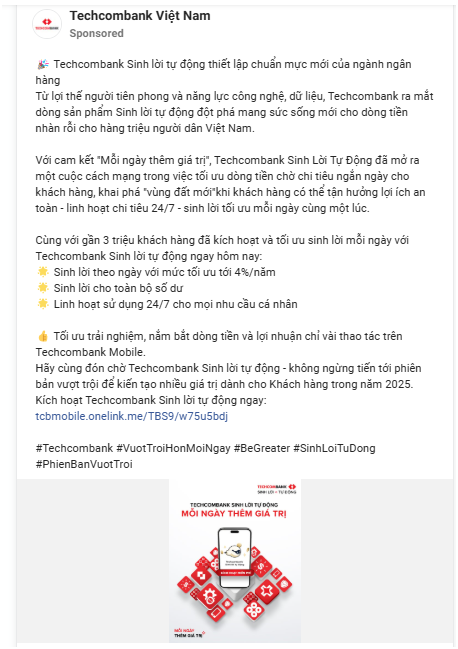 Techcombank Việt Nam
Sponsored
🎉 Techcombank Sinh lời tự động thiết lập chuẩn mực mới của ngành ngân
hàng
Từ lợi thế người tiên phong và năng lực công nghệ, dữ liệu, Techcombank ra mắt
dòng sản phẩm Sinh lời tự động đột phá mang sức sống mới cho dòng tiền
nhàn rỗi cho hàng triệu người dân Việt Nam.
Với cam kết "Mỗi ngày thêm giá trị", Techcombank Sinh Lời Tự Động đã mở ra
một cuộc cách mạng trong việc tối ưu dòng tiền chờ chi tiêu ngắn ngày cho
khách hàng, khai phá "vùng đất mới"khi khách hàng có thể tận hưởng lợi ích an
toàn - linh hoạt chi tiêu 24/7 - sinh lời tối ưu mỗi ngày cùng một lúc.
Cùng với gần 3 triệu khách hàng đã kích hoạt và tối ưu sinh lời mỗi ngày với
Techcombank Sinh lời tự động ngay hôm nay:
🌟 Sinh lời theo ngày với mức tối ưu tới 4%/năm
🌟 Sinh lời cho toàn bộ số dư
🌟 Linh hoạt sử dụng 24/7 cho mọi nhu cầu cá nhân
👍 Tối ưu trải nghiệm, nắm bắt dòng tiền và lợi nhuận chỉ vài thao tác trên
Techcombank Mobile.
Hãy cùng đón chờ Techcombank Sinh lời tự động - không ngừng tiến tới phiên
bản vượt trội để kiến tạo nhiều giá trị dành cho Khách hàng trong năm 2025.
Kích hoạt Techcombank Sinh lời tự động ngay:
tcbmobile.onelink.me/TBS9/w75u5bdj
#Techcombank #VuotTroiHonMoiNgay #BeGreater #SinhLoiTuDong
#PhienBanVuotTroi
TECHCOMBANK
SINH LỜI TỰ ĐỘNG
TECHCOMBANK SINH LỜI TỰ ĐỘNG
MỖI NGÀY THÊM GIÁ TRỊ
MỖI NGÀY
THÊM GIÁ TRỊ